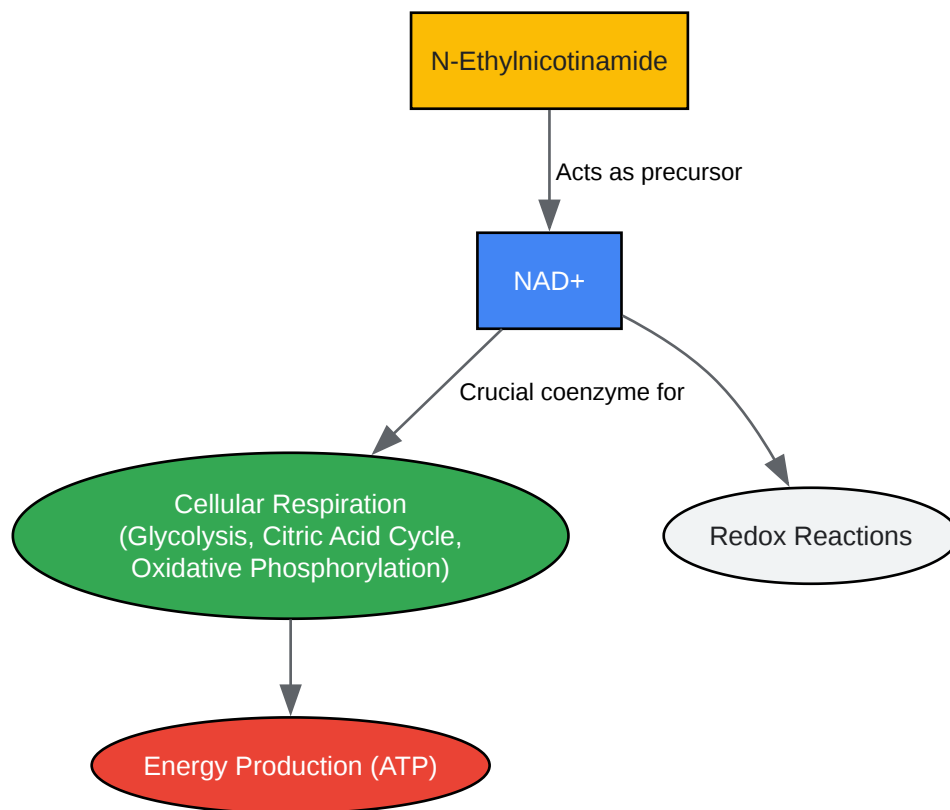 N-Ethylnicotinamide
Acts as precursor
NAD+
Crucial coenzyme for
Cellular Respiration
(Glycolysis, Citric Acid Cycle,
Oxidative Phosphorylation)
Redox Reactions
Energy Production (ATP)